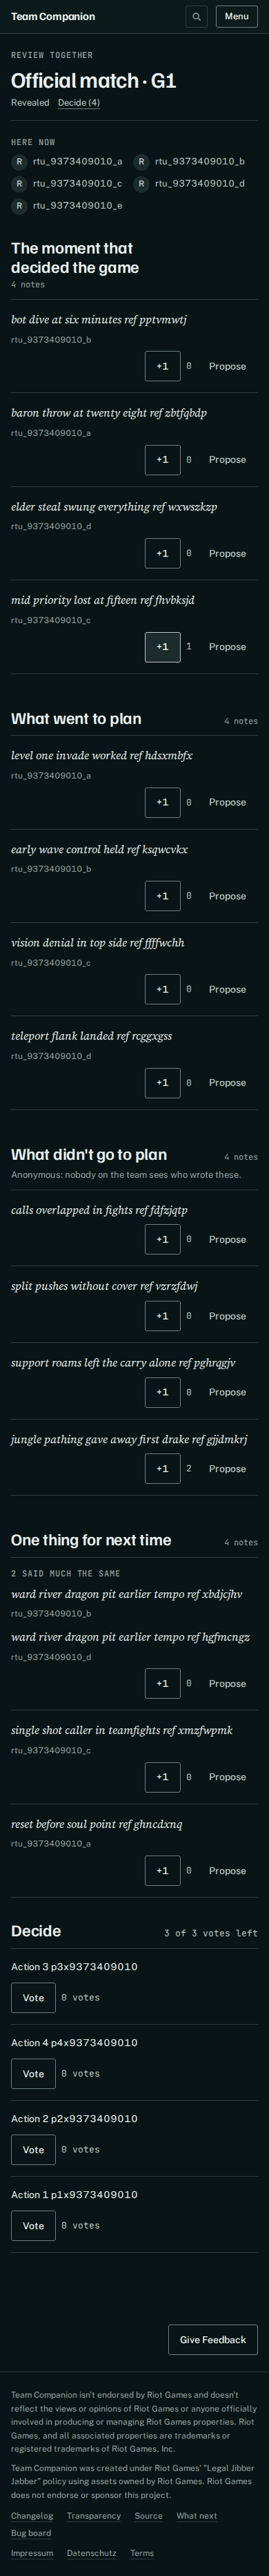 Team Companion
Menu
REVIEW TOGETHER
Official match · G1
Revealed Decide (4)
HERE NOW
R rtu_9373409010_a R rtu_9373409010_b
R rtu_9373409010_c R rtu_9373409010_d
R rtu_9373409010_e
The moment that
decided the game
4 notes
bot dive at six minutes ref pptvmwtj
rtu_9373409010_b
+1 0 Propose
baron throw at twenty eight ref zbtfqbdp
rtu_9373409010_a
+1 0 Propose
elder steal swung everything ref wxwszkzp
rtu_9373409010_d
+1 0 Propose
mid priority lost at fifteen ref fhvbksjd
rtu_9373409010_c
+1 1 Propose
What went to plan 4 notes
level one invade worked ref hdsxmbfx
rtu_9373409010_a
+1 0 Propose
early wave control held ref ksqwcvkx
rtu_9373409010_b
+1 0 Propose
vision denial in top side ref ffffwchh
rtu_9373409010_c
+1 0 Propose
teleport flank landed ref rcggxgss
rtu_9373409010_d
+1 0 Propose
What didn't go to plan 4 notes
Anonymous: nobody on the team sees who wrote these.
calls overlapped in fights ref fdfzjqtp
+1 0 Propose
split pushes without cover ref vzrzfdwj
+1 0 Propose
support roams left the carry alone ref pghrqgjv
+1 0 Propose
jungle pathing gave away first drake ref gjjdmkrj
+1 2 Propose
One thing for next time 4 notes
2 SAID MUCH THE SAME
ward river dragon pit earlier tempo ref xbdjcjhv
rtu_9373409010_b
ward river dragon pit earlier tempo ref hgfmcngz
rtu_9373409010_d
+1 0 Propose
single shot caller in teamfights ref xmzfwpmk
rtu_9373409010_c
+1 0 Propose
reset before soul point ref ghncdxnq
rtu_9373409010_a
+1 0 Propose
Decide 3 of 3 votes left
Action 3 p3x9373409010
Vote 0 votes
Action 4 p4x9373409010
Vote 0 votes
Action 2 p2x9373409010
Vote 0 votes
Action 1 p1x9373409010
Vote 0 votes
Give Feedback
Team Companion isn't endorsed by Riot Games and doesn't
reflect the views or opinions of Riot Games or anyone officially
involved in producing or managing Riot Games properties. Riot
Games, and all associated properties are trademarks or
registered trademarks of Riot Games, Inc.
Team Companion was created under Riot Games' "Legal Jibber
Jabber" policy using assets owned by Riot Games. Riot Games
does not endorse or sponsor this project.
Changelog Transparency Source What next
Bug board
Impressum Datenschutz Terms